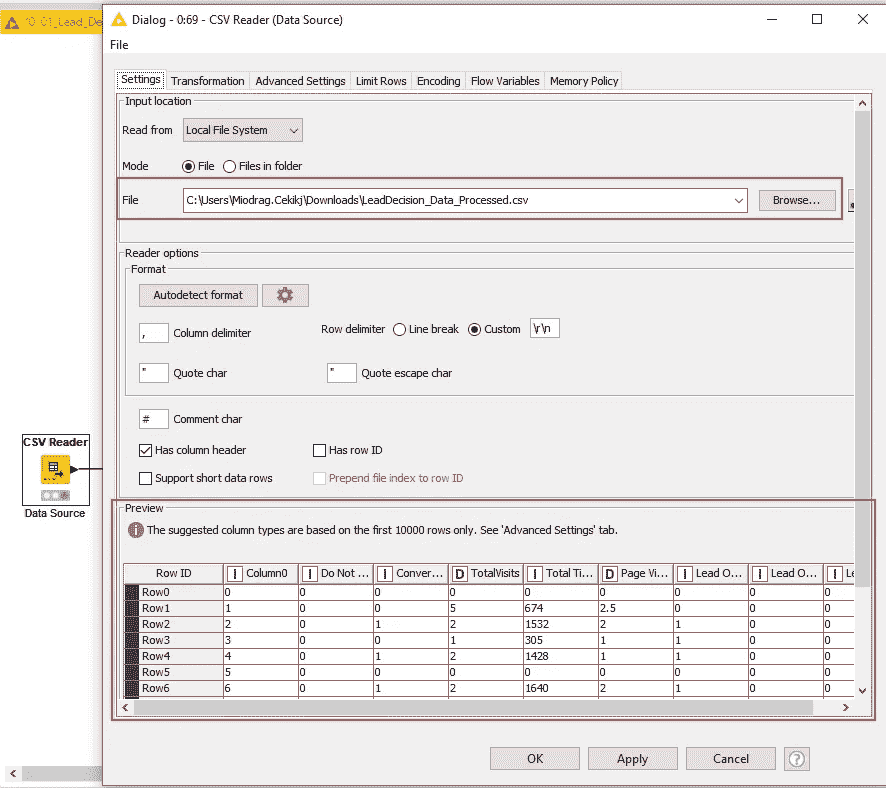 0_01_Lead_De
Dialog - 0:69 - CSV Reader (Data Source)
File
Settings Transformation Advanced Settings Limit Rows Encoding Flow Variables Memory Policy
Input location
Read from Local File System
Mode File Files in folder
File C:\Users\Miodrag.Cekikj\Downloads\LeadDecision_Data_Processed.csv Browse...
Reader options
Format
Autodetect format
, Column delimiter Row delimiter Line break Custom \r\n
" Quote char " Quote escape char
# Comment char
Has column header Has row ID
Support short data rows Prepend file index to row ID
CSV Reader
Data Source
Preview
The suggested column types are based on the first 10000 rows only. See 'Advanced Settings' tab.
Row ID I Column0 I Do Not ... I Conver... D TotalVisits I Total Ti... D Page Vi... I Lead O... I Lead O... I Le
Row0 0 0 0 0 0 0 0 0 0
Row1 1 0 0 5 674 2.5 0 0 0
Row2 2 0 1 2 1532 2 1 0 0
Row3 3 0 0 1 305 1 1 0 0
Row4 4 0 1 2 1428 1 1 0 0
Row5 5 0 0 0 0 0 0 0 0
Row6 6 0 1 2 1640 2 1 0 0
OK Apply Cancel ?